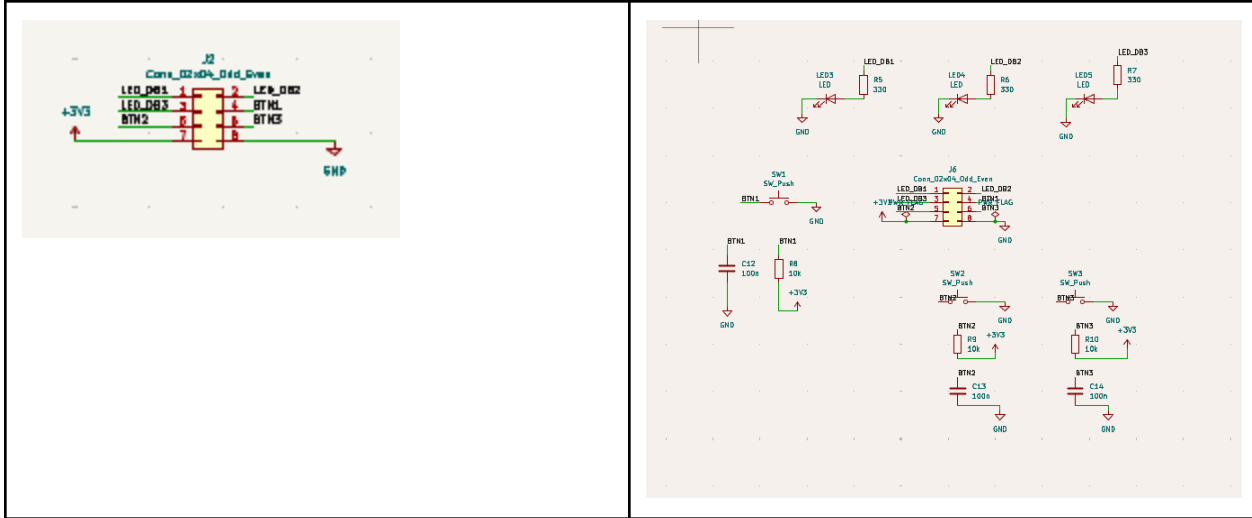 J2
Conn_02x04_Odd_Even
LED_DB1 1 2 LED_DB2
LED_DB3 3 4 BTN1
BTN2 5 6 BTN3
7 8
+3V3
GND
LED_DB1
LED3
LED
R5
330
GND
LED_DB2
LED4
LED
R6
330
GND
LED_DB3
LED5
LED
R7
330
GND
SW1
SW_Push
BTN1
GND
J6
Conn_02x04_Odd_Even
LED_DB1 1 2 LED_DB2
LED_DB3 3 4 BTN1
BTN2 5 6 BTN3
7 8
+3V3
GND
BTN1
C12
100n
GND
BTN1
R8
10k
+3V3
SW2
SW_Push
BTN2
GND
SW3
SW_Push
BTN3
GND
BTN2
R9
10k
+3V3
BTN3
R10
10k
+3V3
BTN2
C13
100n
GND
BTN3
C14
100n
GND